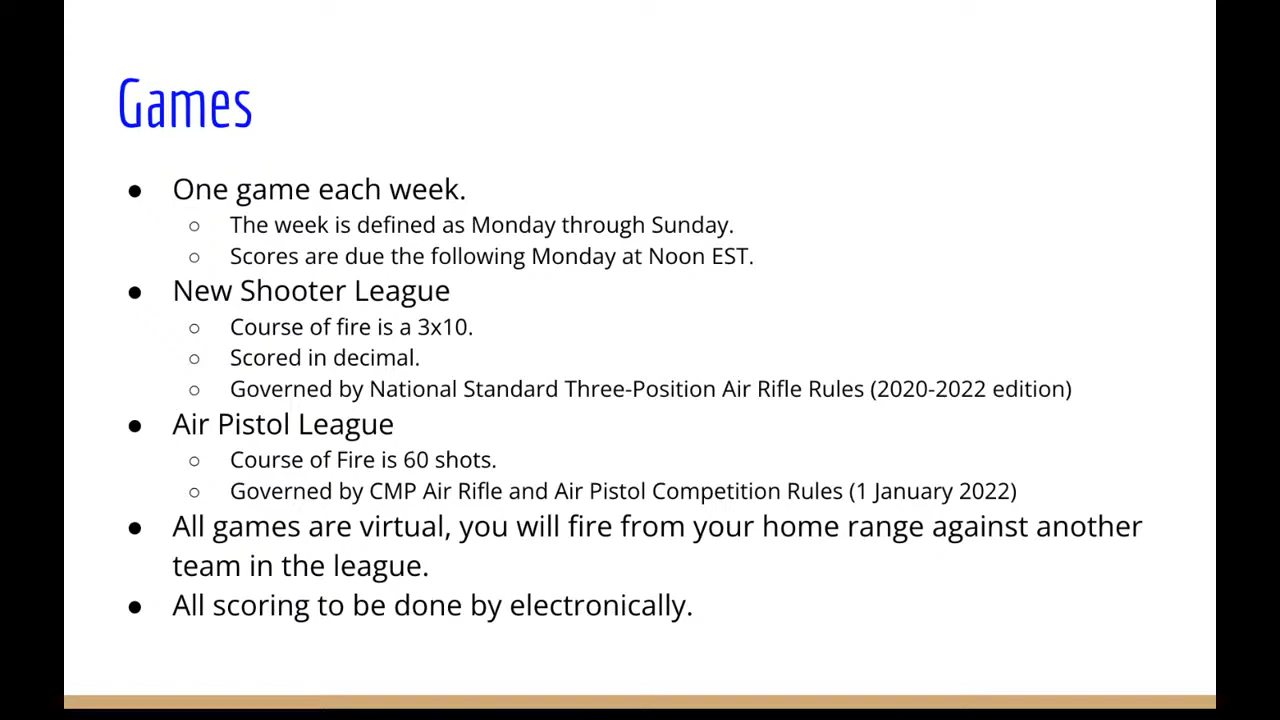 Games
● One game each week.
○ The week is defined as Monday through Sunday.
○ Scores are due the following Monday at Noon EST.
● New Shooter League
○ Course of fire is a 3x10.
○ Scored in decimal.
○ Governed by National Standard Three-Position Air Rifle Rules (2020-2022 edition)
● Air Pistol League
○ Course of Fire is 60 shots.
○ Governed by CMP Air Rifle and Air Pistol Competition Rules (1 January 2022)
● All games are virtual, you will fire from your home range against another
team in the league.
● All scoring to be done by electronically.